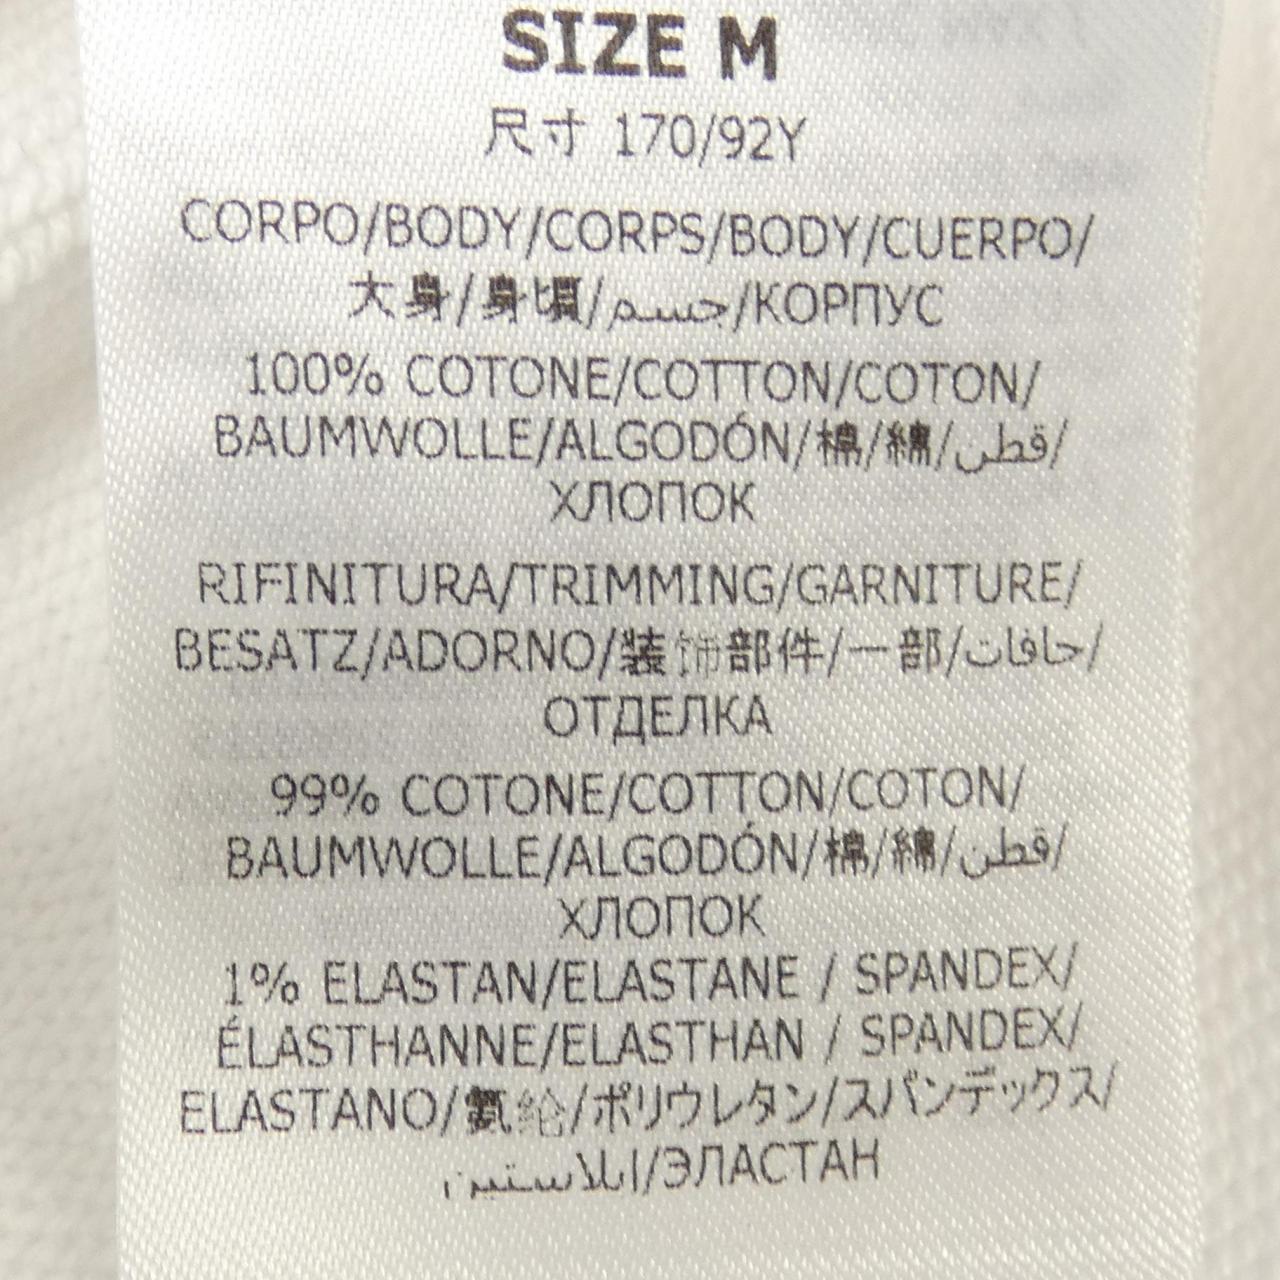 SIZE M
尺寸 170/92Y
CORPO/BODY/CORPS/BODY/CUERPO/
大身/身頃/جسم/КОРПУС
100% COTONE/COTTON/COTON/
BAUMWOLLE/ALGODÓN/棉/綿/قطن/
ХЛОПОК
RIFINITURA/TRIMMING/GARNITURE/
BESATZ/ADORNO/装饰部件/一部/حافات/
ОТДЕЛКА
99% COTONE/COTTON/COTON/
BAUMWOLLE/ALGODÓN/棉/綿/قطن/
ХЛОПОК
1% ELASTAN/ELASTANE / SPANDEX/
ÉLASTHANNE/ELASTHAN / SPANDEX/
ELASTANO/氨纶/ポリウレタン/スパンデックス/
ايلاستين/ЭЛАСТАН